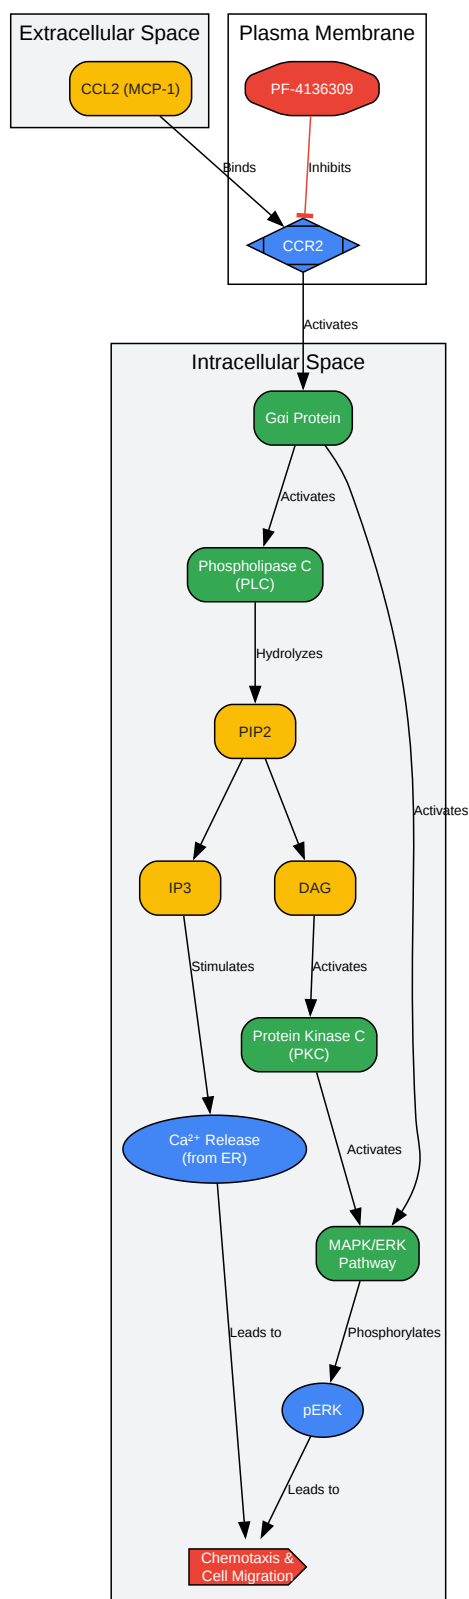 Extracellular Space
Plasma Membrane
CCL2 (MCP-1)
PF-4136309
Binds
Inhibits
CCR2
Activates
Intracellular Space
Gαi Protein
Activates
Phospholipase C
(PLC)
Hydrolyzes
PIP2
Activates
IP3
DAG
Stimulates
Activates
Protein Kinase C
(PKC)
Ca²⁺ Release
(from ER)
Activates
MAPK/ERK
Pathway
Leads to
Phosphorylates
pERK
Leads to
Chemotaxis &
Cell Migration